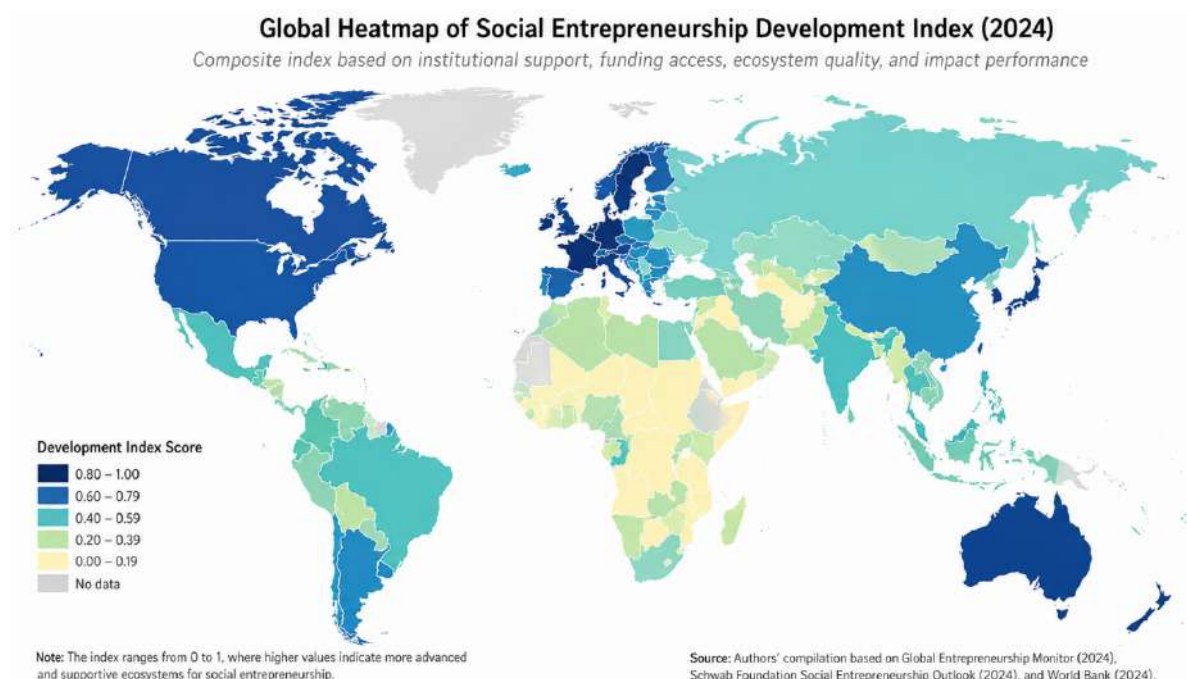 Global Heatmap of Social Entrepreneurship Development Index (2024)
Composite index based on institutional support, funding access, ecosystem quality, and impact performance
Development Index Score
0.80 – 1.00
0.60 – 0.79
0.40 – 0.59
0.20 – 0.39
0.00 – 0.19
No data
Note: The index ranges from 0 to 1, where higher values indicate more advanced
and supportive ecosystems for social entrepreneurship.
Source: Authors' compilation based on Global Entrepreneurship Monitor (2024),
Schwab Foundation Social Entrepreneurship Outlook (2024), and World Bank (2024).